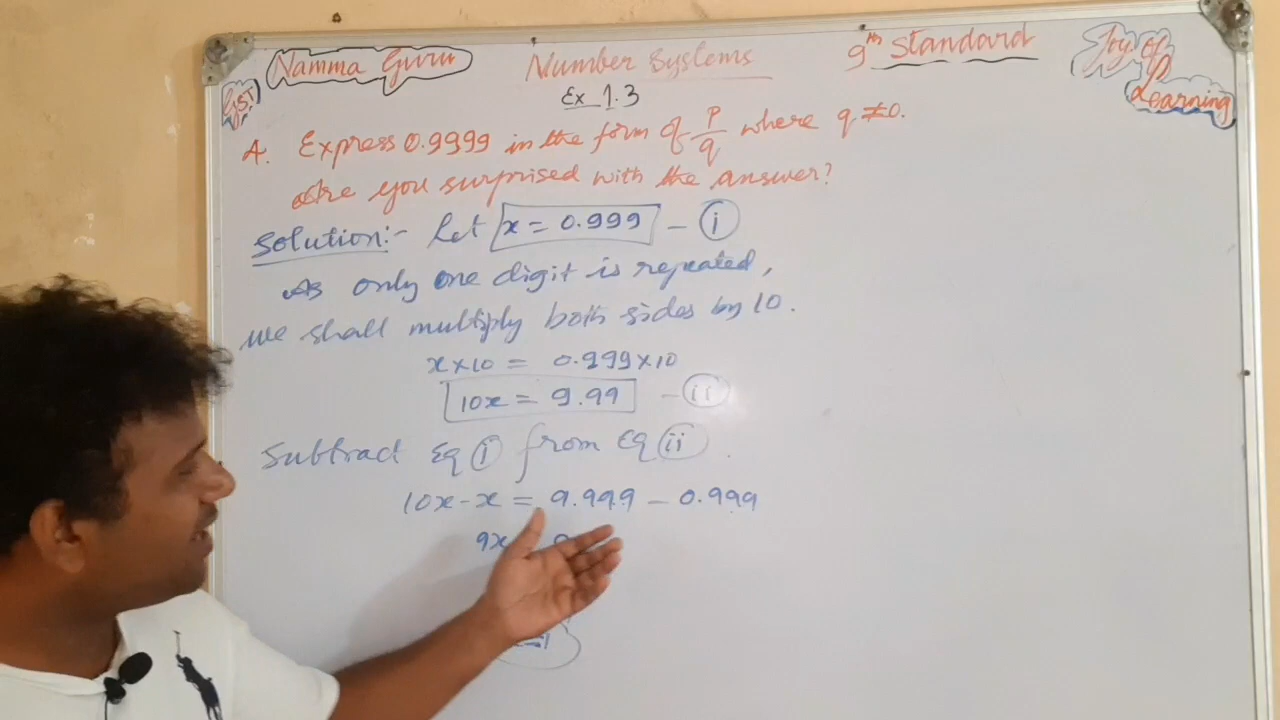 Namma Guru
Number Systems
9th Standard
Joy of
Learning
Ex 1.3
4. Express 0.9999 in the form of p/q where q ≠ 0.
Are you surprised with the answer?
Solution:- Let x = 0.999 - (i)
As only one digit is repeated,
we shall multiply both sides by 10.
x×10 = 0.999×10
10x = 9.99 - (ii)
Subtract Eq (i) from Eq (ii).
10x-x = 9.999 - 0.999
9x